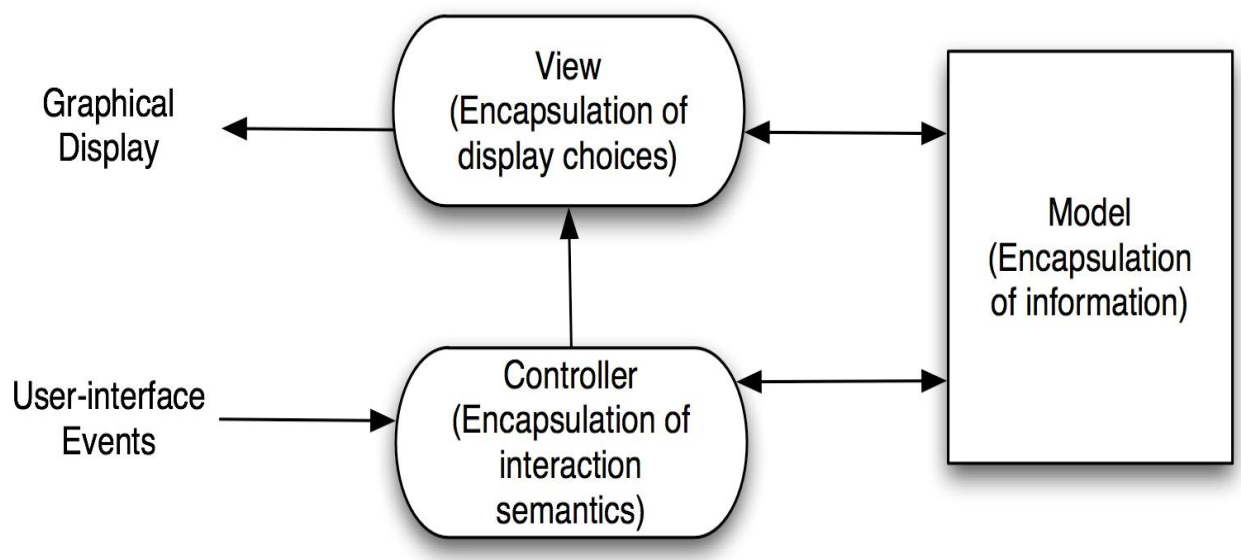 Graphical
Display
View
(Encapsulation of
display choices)
Model
(Encapsulation
of information)
User-interface
Events
Controller
(Encapsulation of
interaction
semantics)